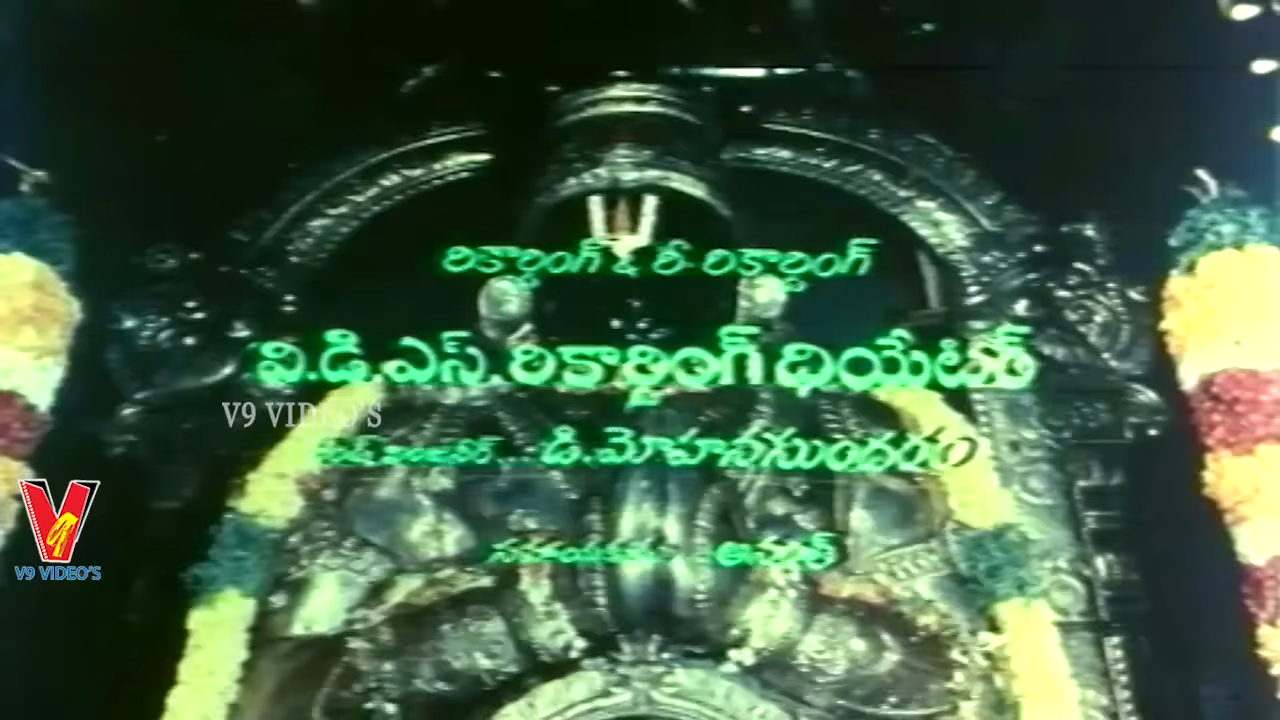 రికార్డింగ్ & రీ-రికార్డింగ్
వి.డి.ఎస్. రికార్డింగ్ థియేటర్
V9 VIDEO'S
డి.మోహనసుందరం
V9 VIDEO'S